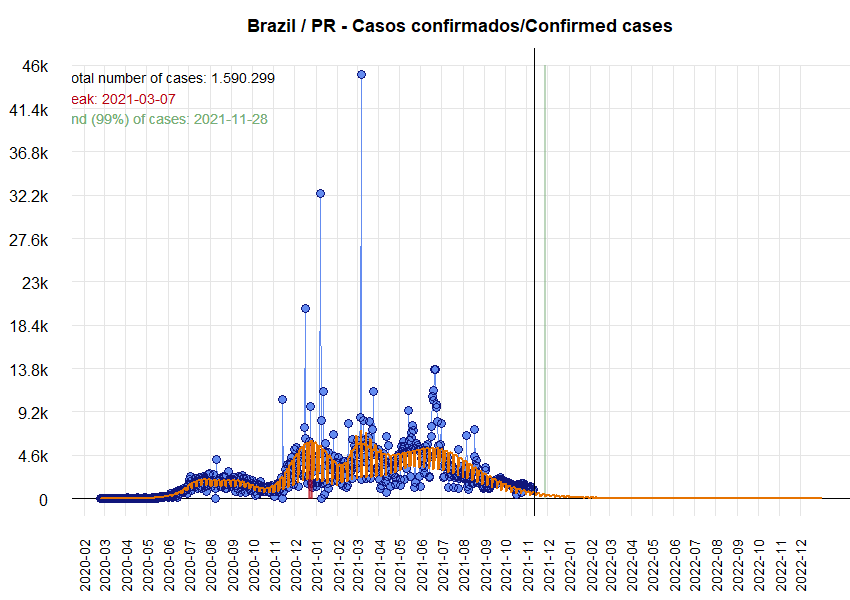 Brazil / PR - Casos confirmados/Confirmed cases
46k
41.4k
36.8k
32.2k
27.6k
23k
18.4k
13.8k
9.2k
4.6k
0
otal number of cases: 1.590.299
eak: 2021-03-07
nd (99%) of cases: 2021-11-28
2020-02
2020-03
2020-04
2020-05
2020-06
2020-07
2020-08
2020-09
2020-10
2020-11
2020-12
2021-01
2021-02
2021-03
2021-04
2021-05
2021-06
2021-07
2021-08
2021-09
2021-10
2021-11
2021-12
2022-01
2022-02
2022-03
2022-04
2022-05
2022-06
2022-07
2022-08
2022-09
2022-10
2022-11
2022-12